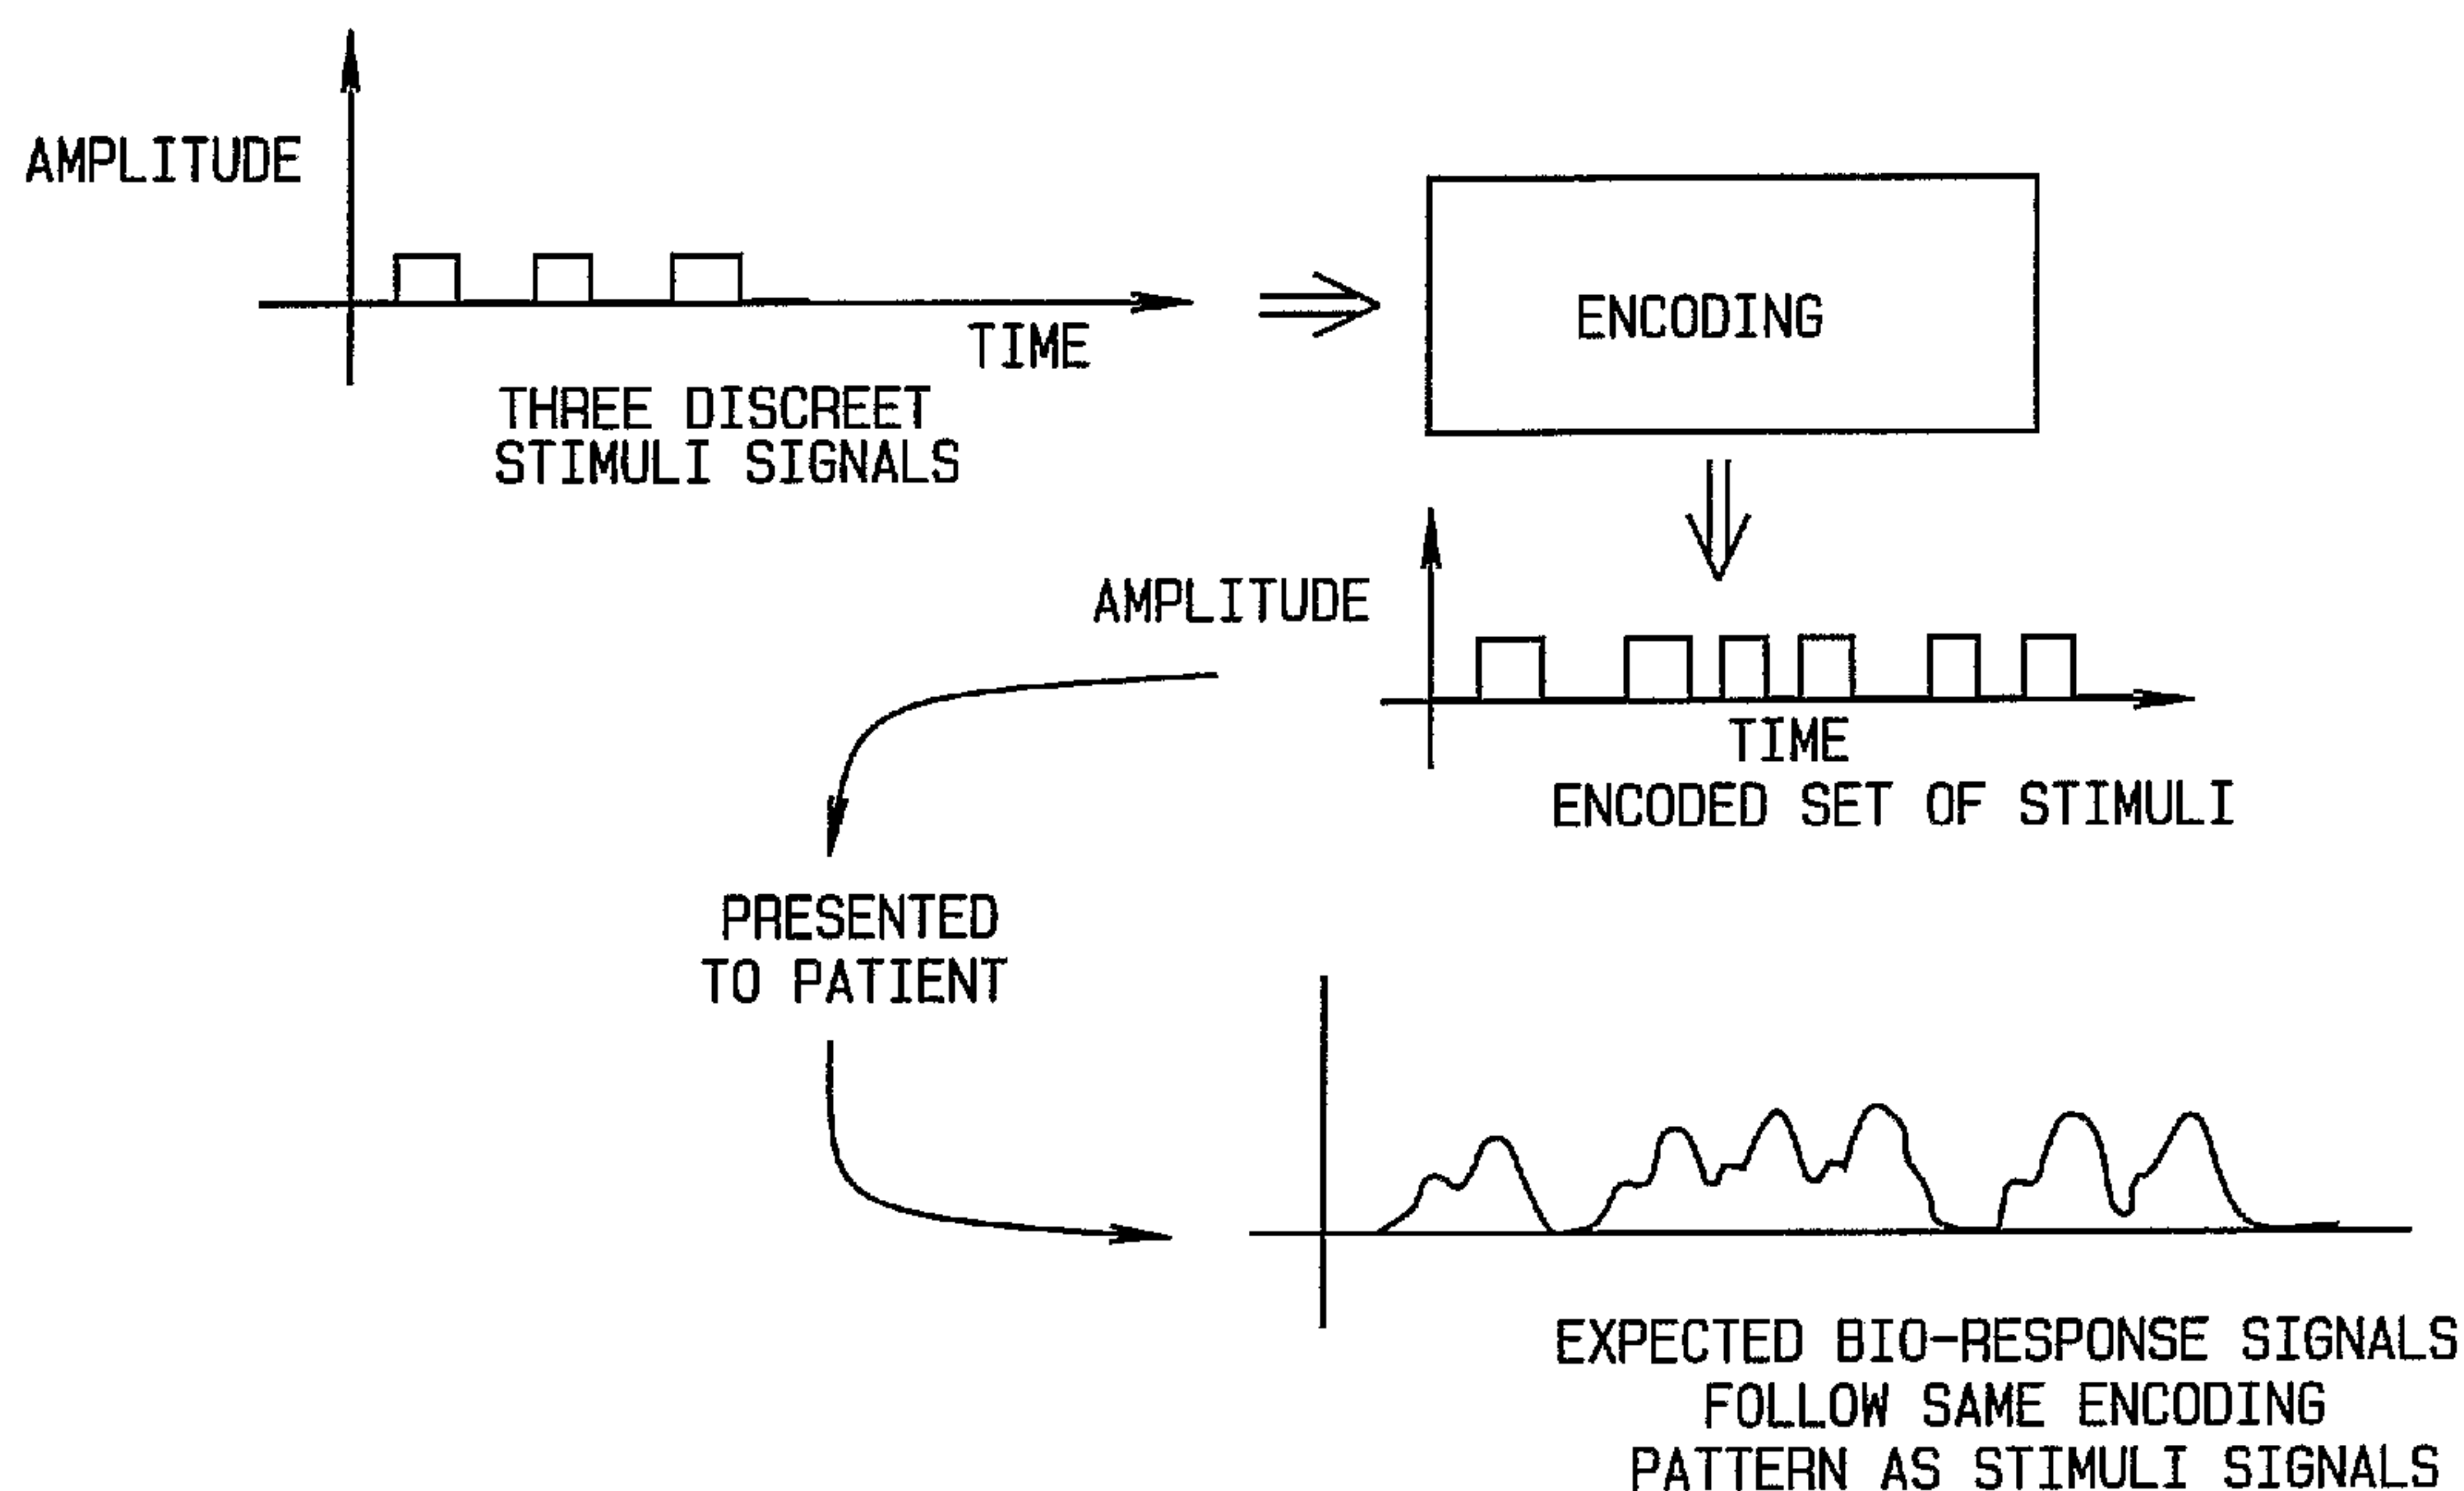 AMPLITUDE
TIME
THREE DISCREET
STIMULI SIGNALS
ENCODING
AMPLITUDE
TIME
ENCODED SET OF STIMULI
PRESENTED
TO PATIENT
EXPECTED BIO-RESPONSE SIGNALS
FOLLOW SAME ENCODING
PATTERN AS STIMULI SIGNALS